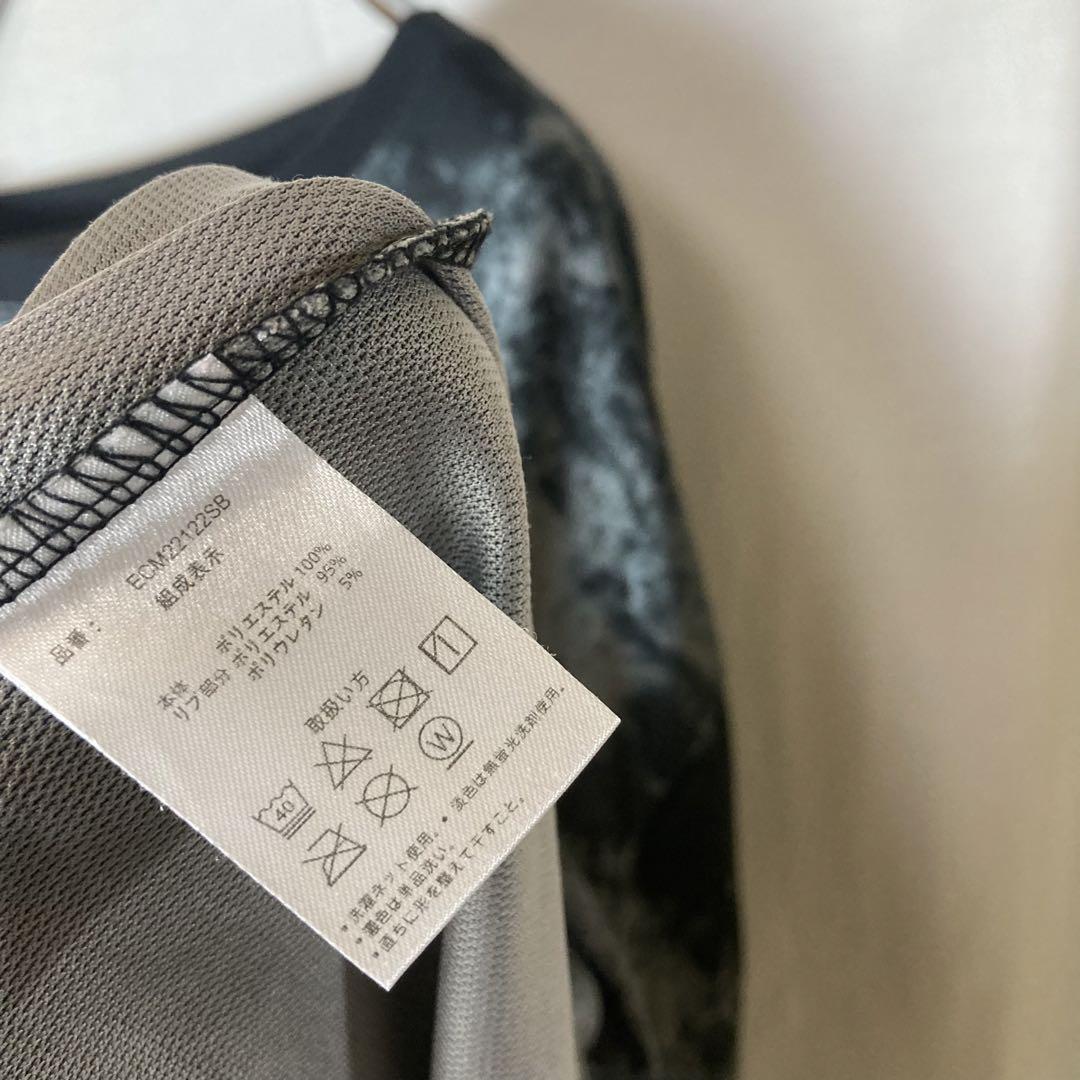 品番： ECM22122SB
組成表示
本体 ポリエステル 100%
リブ部分 ポリエステル 95%
ポリウレタン 5%
取扱い方
40
W
*洗濯ネット使用。• 淡色は無蛍光洗剤使用。
*濃色は単品洗い。
*直ちに形を整えて干すこと。